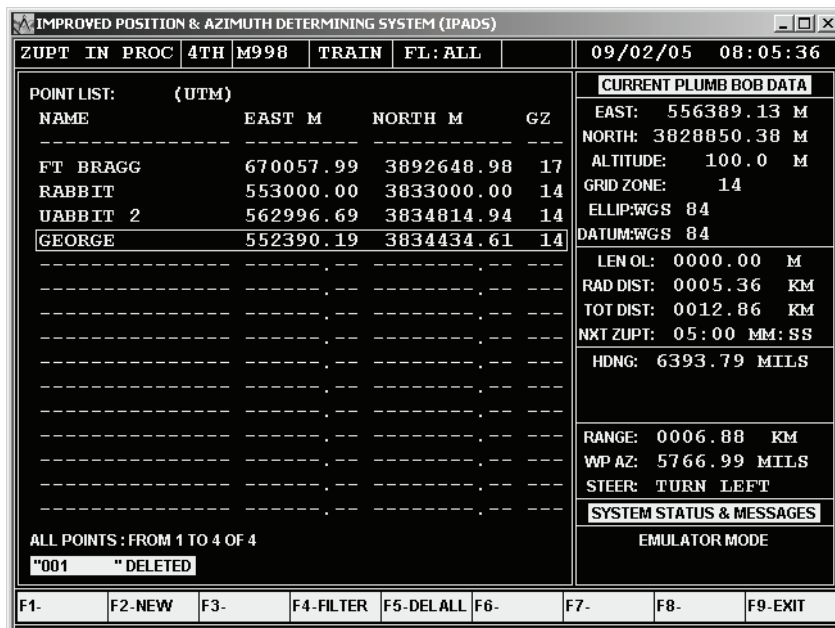 IMPROVED POSITION & AZIMUTH DETERMINING SYSTEM (IPADS)
ZUPT IN PROC 4TH M998 TRAIN FL:ALL 09/02/05 08:05:36
POINT LIST: (UTM)
NAME EAST M NORTH M GZ
FT BRAGG 670057.99 3892648.98 17
RABBIT 553000.00 3833000.00 14
UABBIT 2 562996.69 3834814.94 14
GEORGE 552390.19 3834434.61 14
ALL POINTS : FROM 1 TO 4 OF 4
"001 " DELETED
CURRENT PLUMB BOB DATA
EAST: 556389.13 M
NORTH: 3828850.38 M
ALTITUDE: 100.0 M
GRID ZONE: 14
ELLIP:WGS 84
DATUM:WGS 84
LEN OL: 0000.00 M
RAD DIST: 0005.36 KM
TOT DIST: 0012.86 KM
NXT ZUPT: 05:00 MM:SS
HDNG: 6393.79 MILS
RANGE: 0006.88 KM
WP AZ: 5766.99 MILS
STEER: TURN LEFT
SYSTEM STATUS & MESSAGES
EMULATOR MODE
F1- F2-NEW F3- F4-FILTER F5-DELALL F6- F7- F8- F9-EXIT